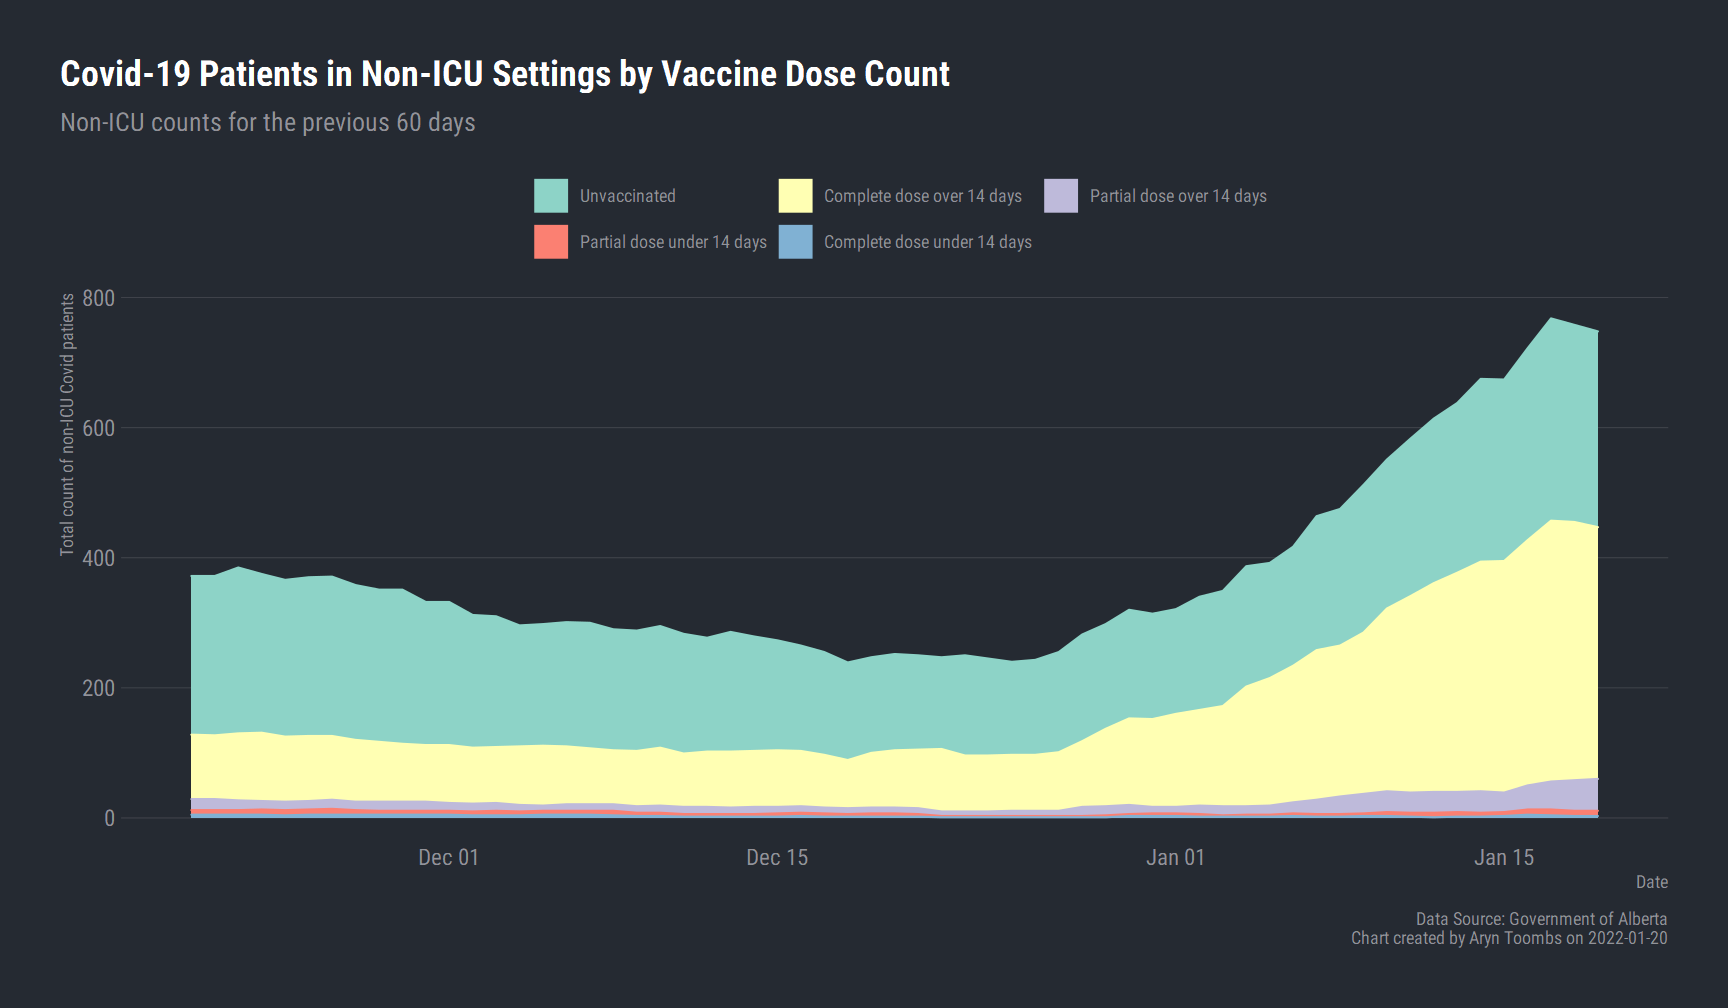 Covid-19 Patients in Non-ICU Settings by Vaccine Dose Count
Non-ICU counts for the previous 60 days
Unvaccinated
Complete dose over 14 days
Partial dose over 14 days
Partial dose under 14 days
Complete dose under 14 days
Total count of non-ICU Covid patients
800
600
400
200
0
Dec 01
Dec 15
Jan 01
Jan 15
Date
Data Source: Government of Alberta
Chart created by Aryn Toombs on 2022-01-20